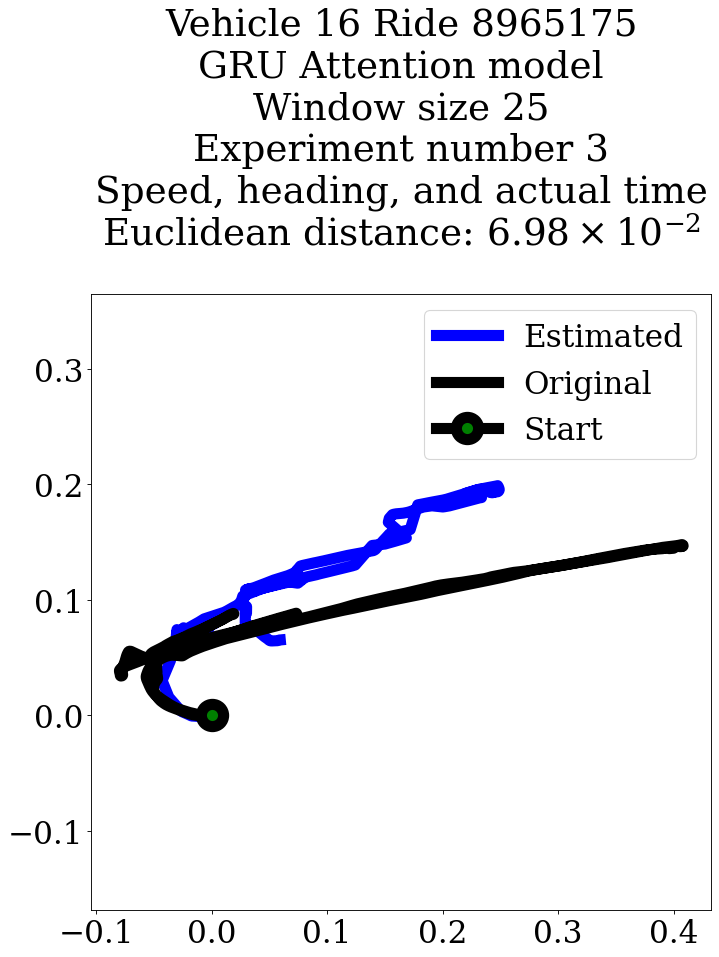 Vehicle 16 Ride 8965175
GRU Attention model
Window size 25
Experiment number 3
Speed, heading, and actual time
Euclidean distance: 6.98 × 10⁻²
Estimated
Original
Start
0.3
0.2
0.1
0.0
−0.1
−0.1 0.0 0.1 0.2 0.3 0.4